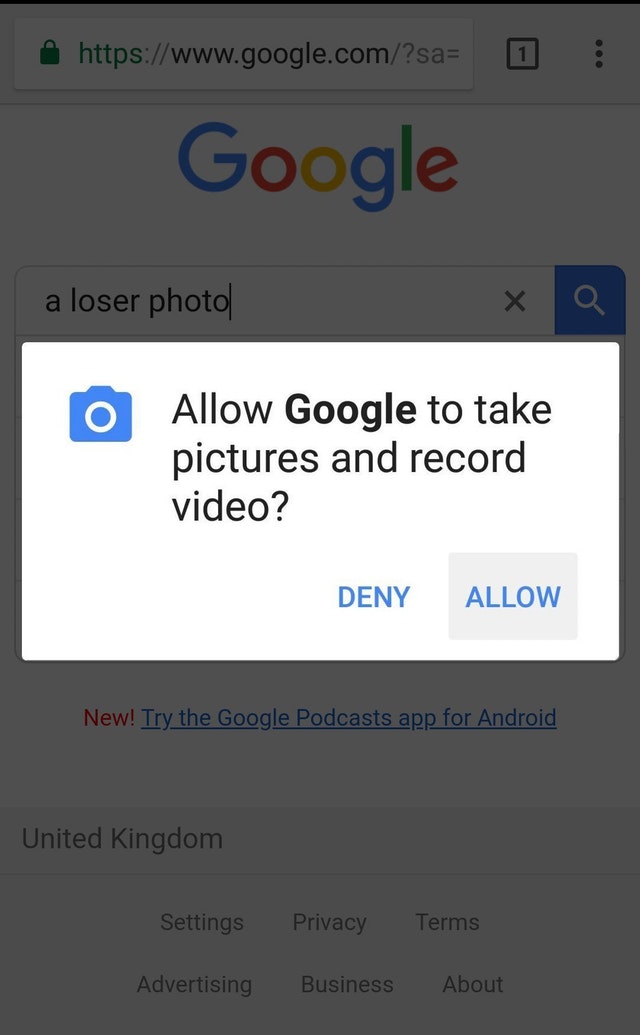 https://www.google.com/?sa=
1
Google
a loser photo
Allow Google to take
pictures and record
video?
DENY ALLOW
New! Try the Google Podcasts app for Android
United Kingdom
Settings Privacy Terms
Advertising Business About